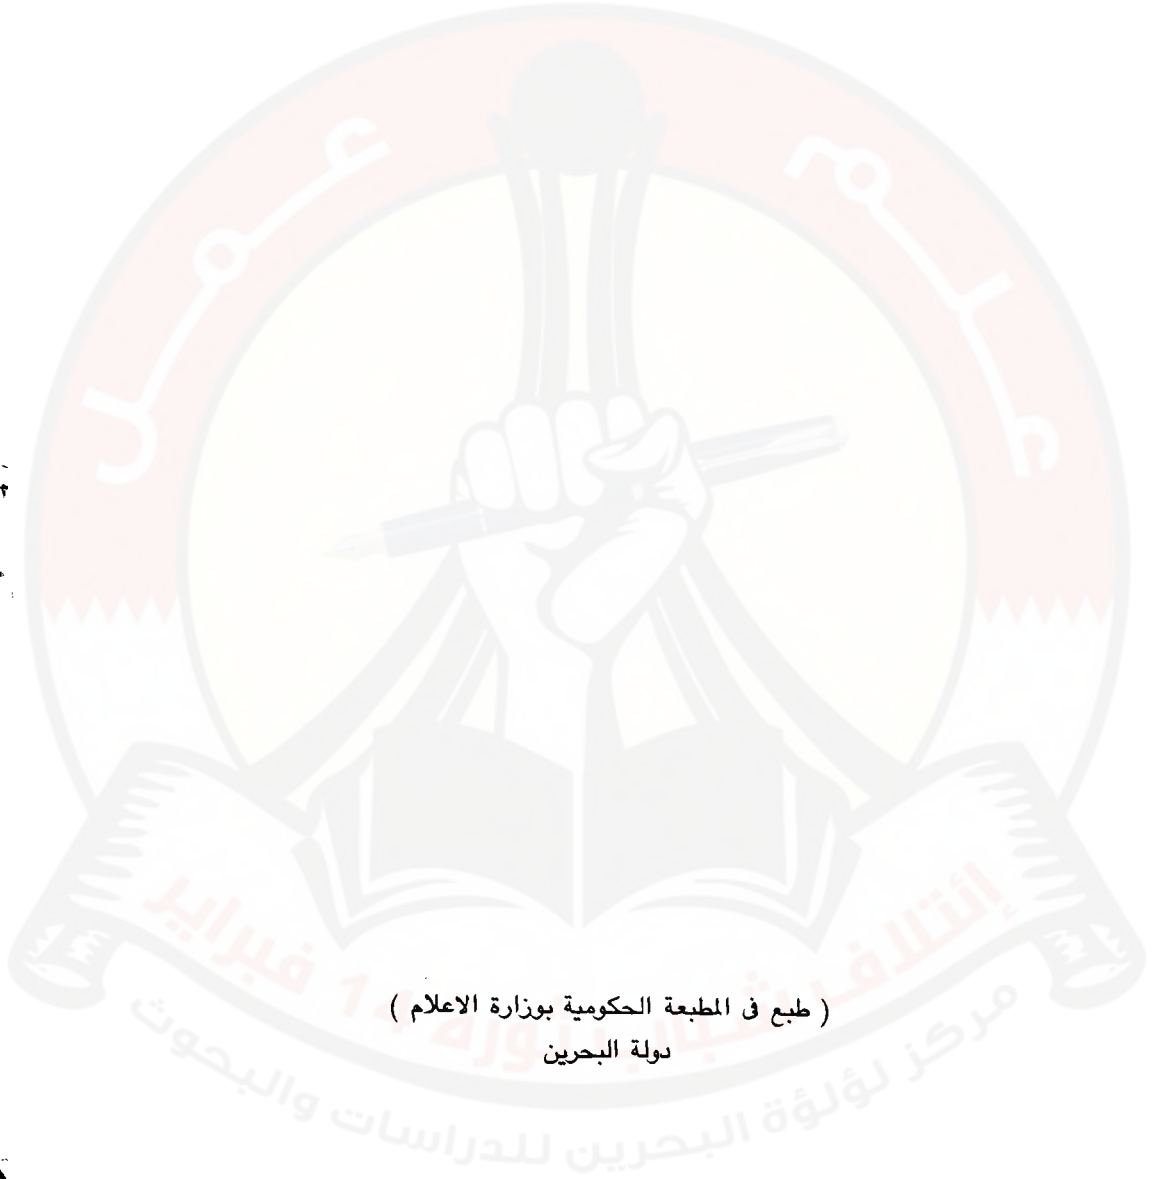 علم
عمل
إئتلاف شباب ثورة 14 فبراير
( طبع فى المطبعة الحكومية بوزارة الاعلام )
دولة البحرين
مركز لؤلؤة البحرين للدراسات والبحوث